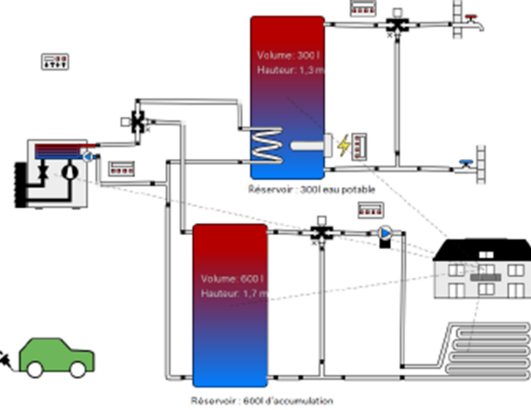 Volume: 300 l
Hauteur: 1,3 m
Réservoir : 300l eau potable
Volume: 600 l
Hauteur: 1,7 m
Réservoir : 600l d'accumulation